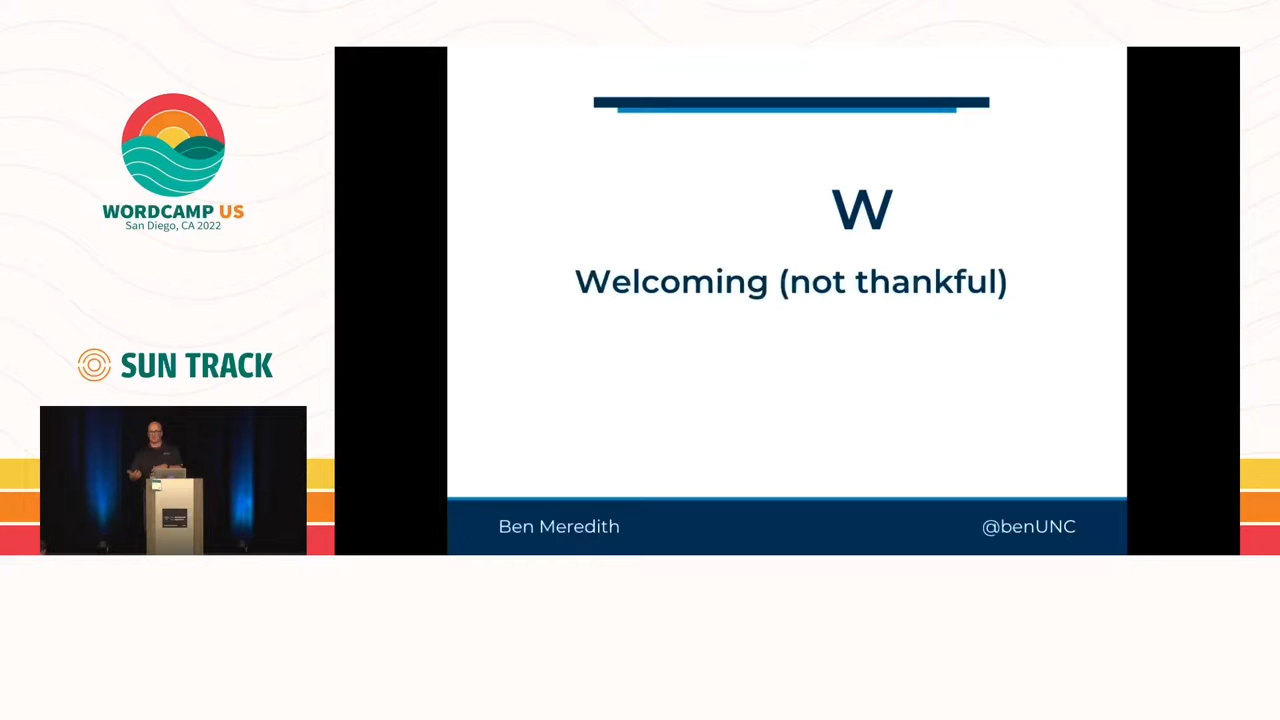 WORDCAMP US
San Diego, CA 2022
SUN TRACK
W
Welcoming (not thankful)
Ben Meredith
@benUNC